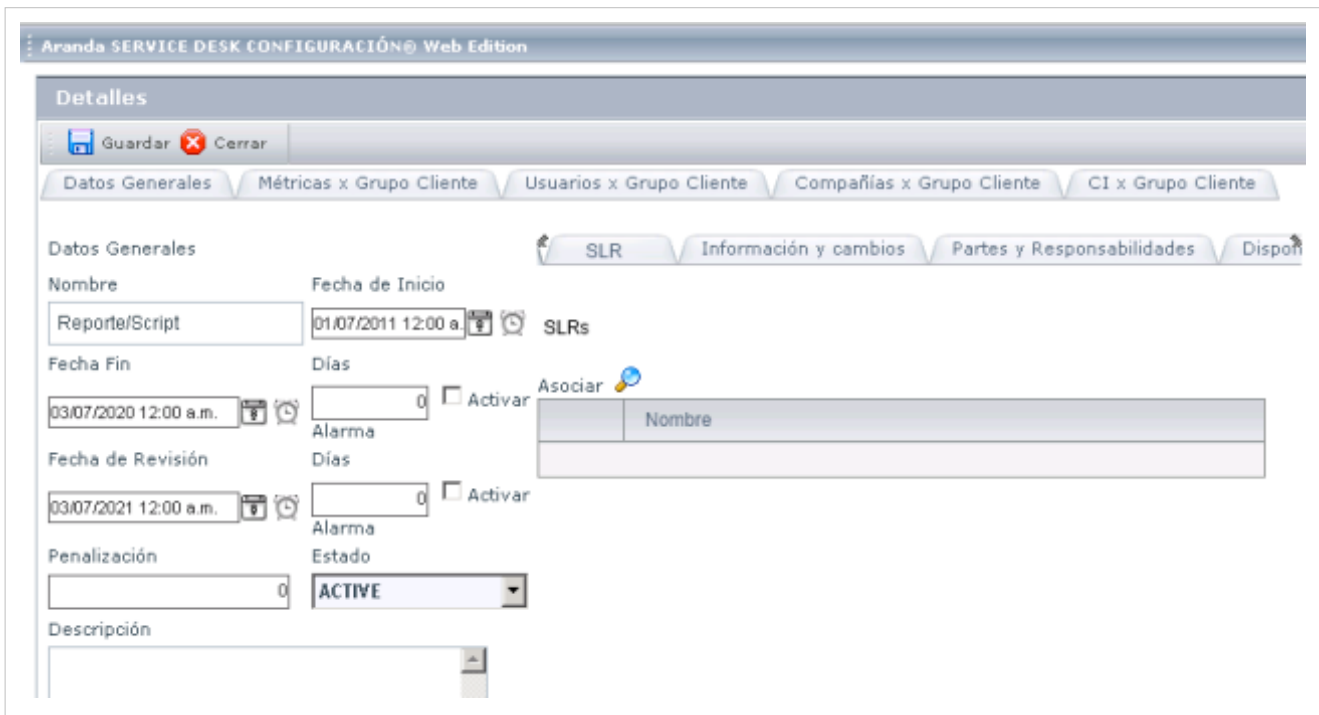 Aranda SERVICE DESK CONFIGURACIÓN® Web Edition
Detalles
Guardar Cerrar
Datos Generales Métricas x Grupo Cliente Usuarios x Grupo Cliente Compañías x Grupo Cliente CI x Grupo Cliente
Datos Generales
SLR Información y cambios Partes y Responsabilidades Dispon
Nombre Fecha de Inicio
Reporte/Script 01/07/2011 12:00 a. SLRs
Fecha Fin Días
Asociar
03/07/2020 12:00 a.m. 0 Activar
Nombre
Alarma
Fecha de Revisión Días
03/07/2021 12:00 a.m. 0 Activar
Alarma
Penalización Estado
0 ACTIVE
Descripción